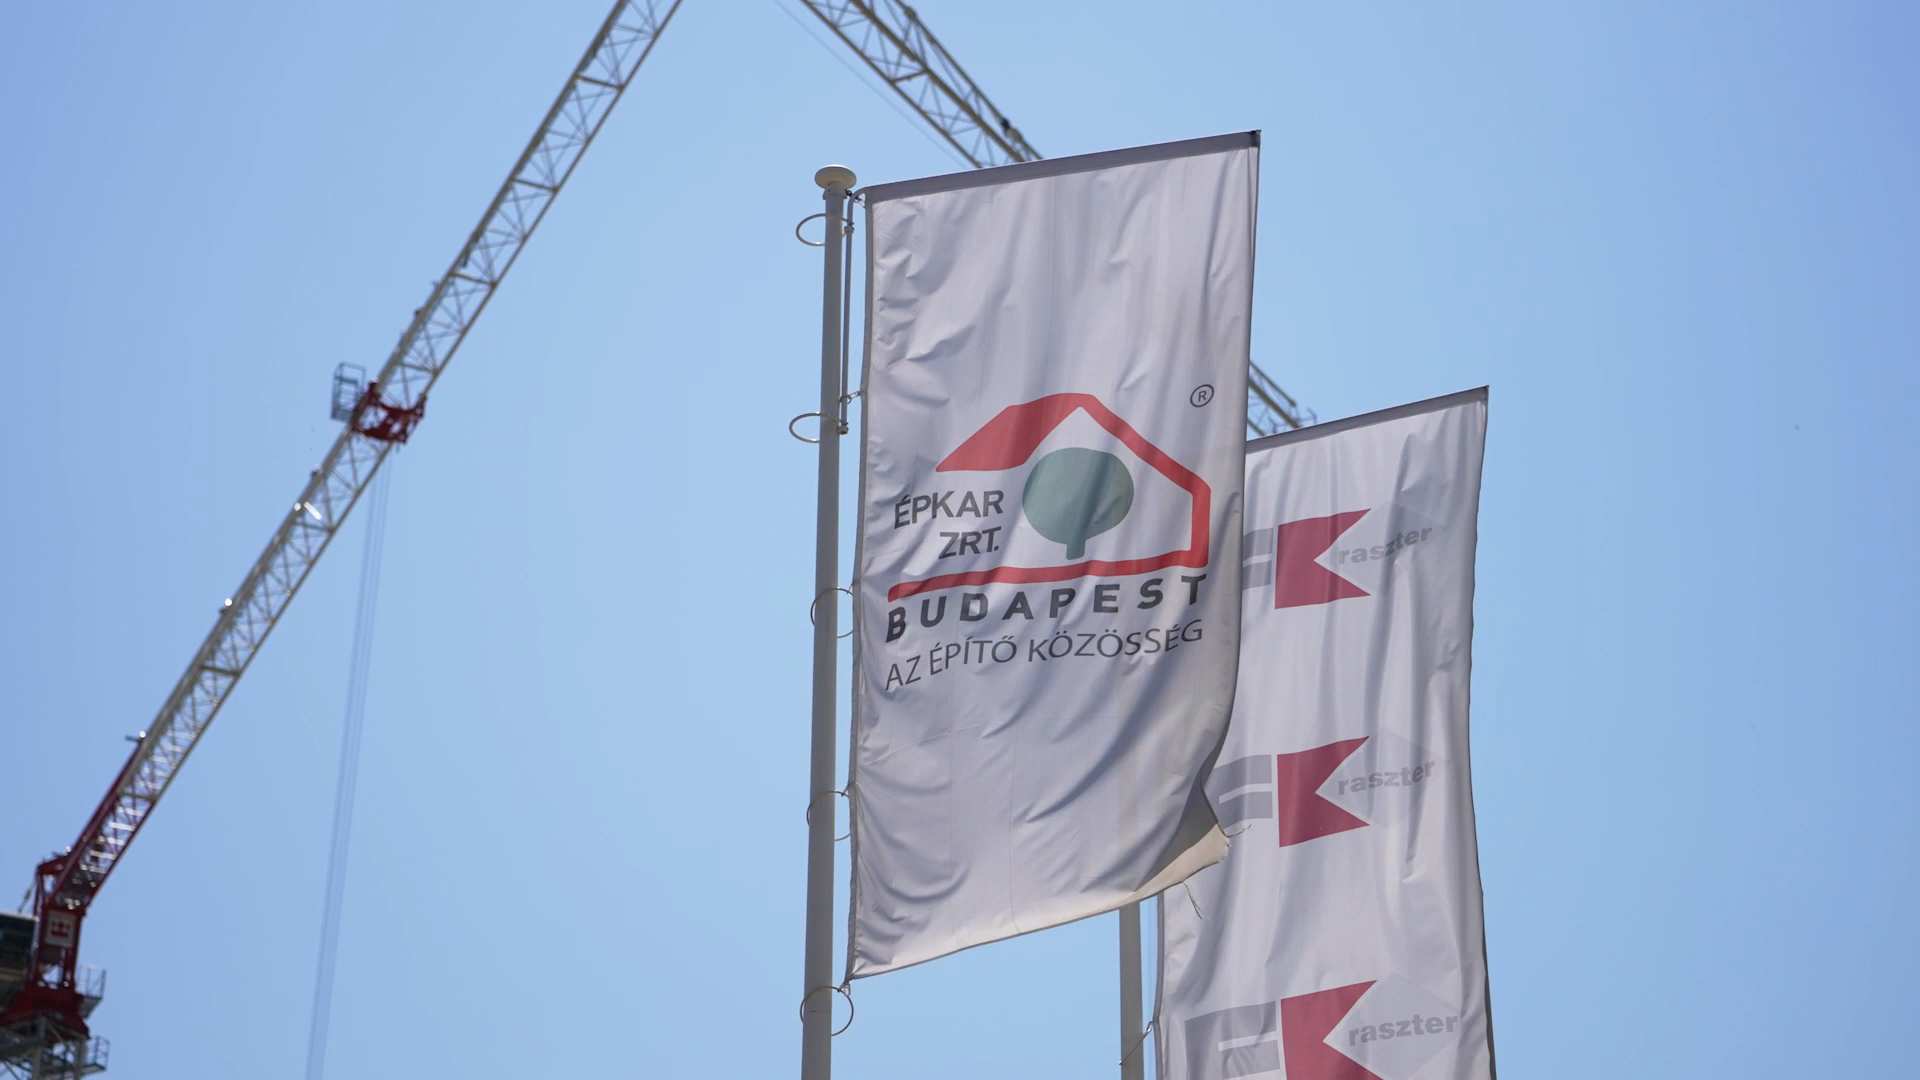 ®
ÉPKAR
ZRT.
BUDAPEST
AZ ÉPÍTŐ KÖZÖSSÉG
raszter
raszter
raszter